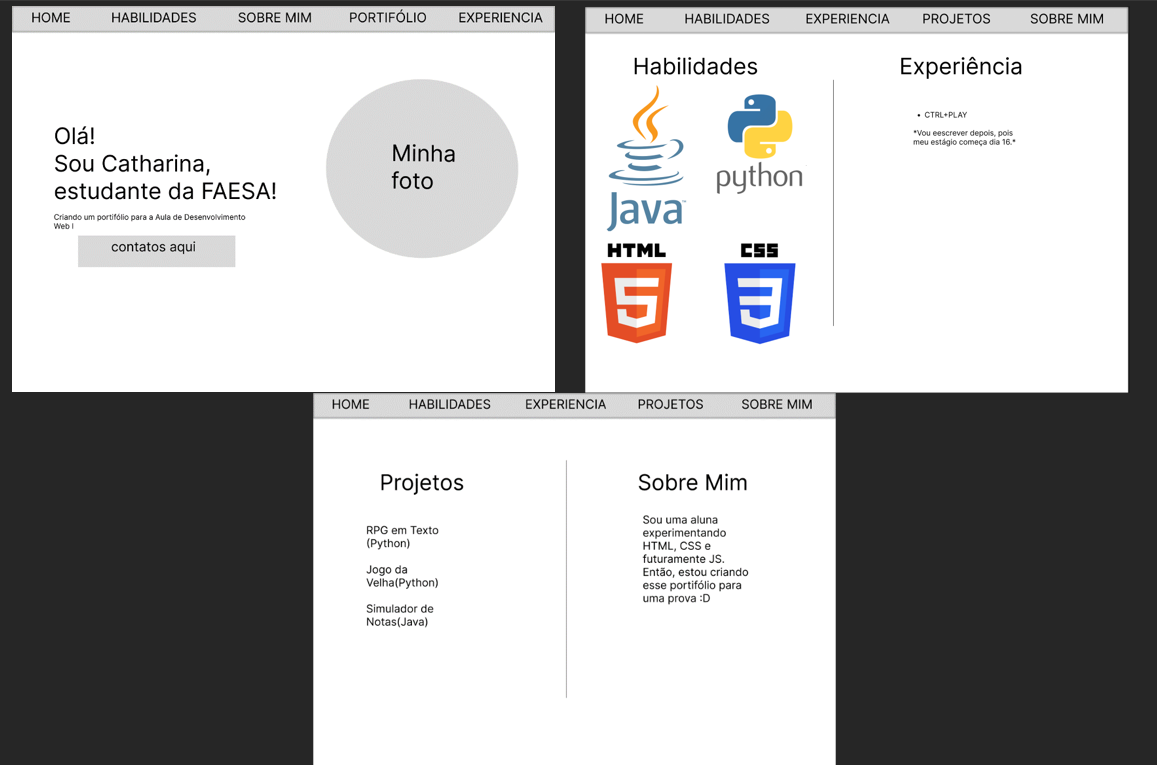 HOME HABILIDADES SOBRE MIM PORTIFÓLIO EXPERIENCIA
Olá!
Sou Catharina,
estudante da FAESA!
Criando um portifólio para a Aula de Desenvolvimento
Web I
contatos aqui
Minha
foto
HOME HABILIDADES EXPERIENCIA PROJETOS SOBRE MIM
Habilidades
Java™
python
HTML
5
CSS
3
Experiência
• CTRL+PLAY
*Vou eescrever depois, pois
meu estágio começa dia 16.*
HOME HABILIDADES EXPERIENCIA PROJETOS SOBRE MIM
Projetos
RPG em Texto
(Python)
Jogo da
Velha(Python)
Simulador de
Notas(Java)
Sobre Mim
Sou uma aluna
experimentando
HTML, CSS e
futuramente JS.
Então, estou criando
esse portifólio para
uma prova :D